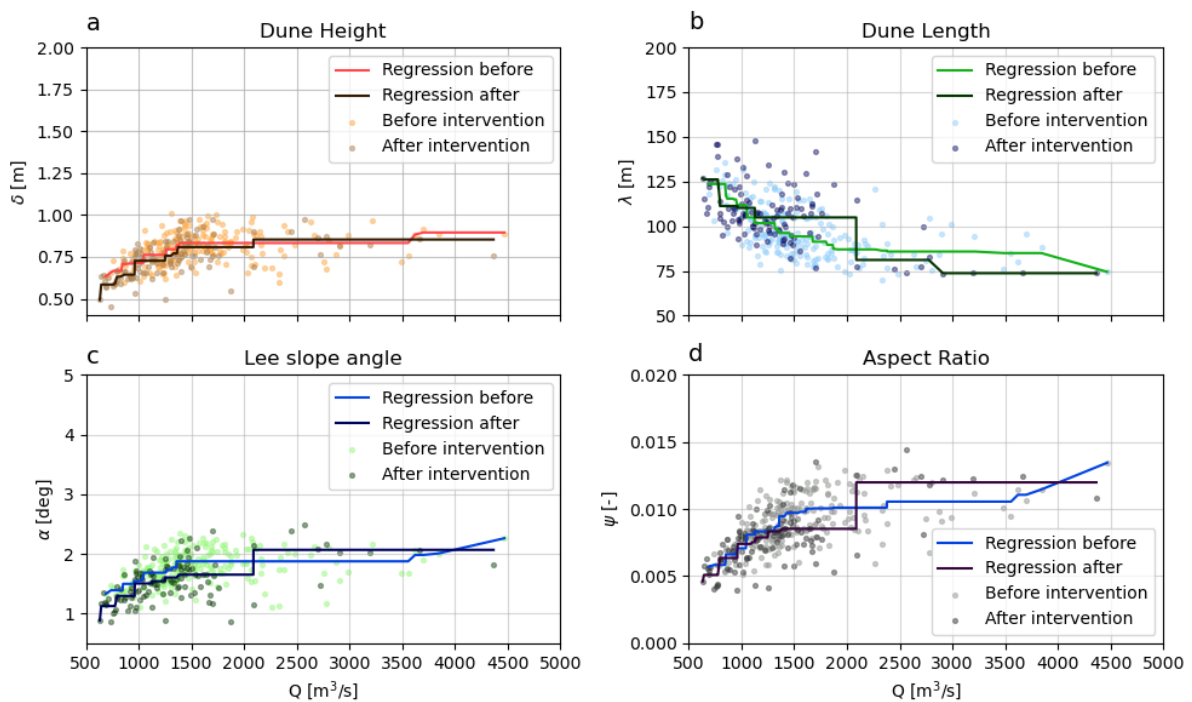 a
Dune Height
2.00
1.75
1.50
1.25
1.00
0.75
0.50
δ [m]
Regression before
Regression after
Before intervention
After intervention
b
Dune Length
200
175
150
125
100
75
50
λ [m]
Regression before
Regression after
Before intervention
After intervention
c
Lee slope angle
5
4
3
2
1
α [deg]
Regression before
Regression after
Before intervention
After intervention
500 1000 1500 2000 2500 3000 3500 4000 4500 5000
Q [m³/s]
d
Aspect Ratio
0.020
0.015
0.010
0.005
0.000
ψ [-]
Regression before
Regression after
Before intervention
After intervention
500 1000 1500 2000 2500 3000 3500 4000 4500 5000
Q [m³/s]